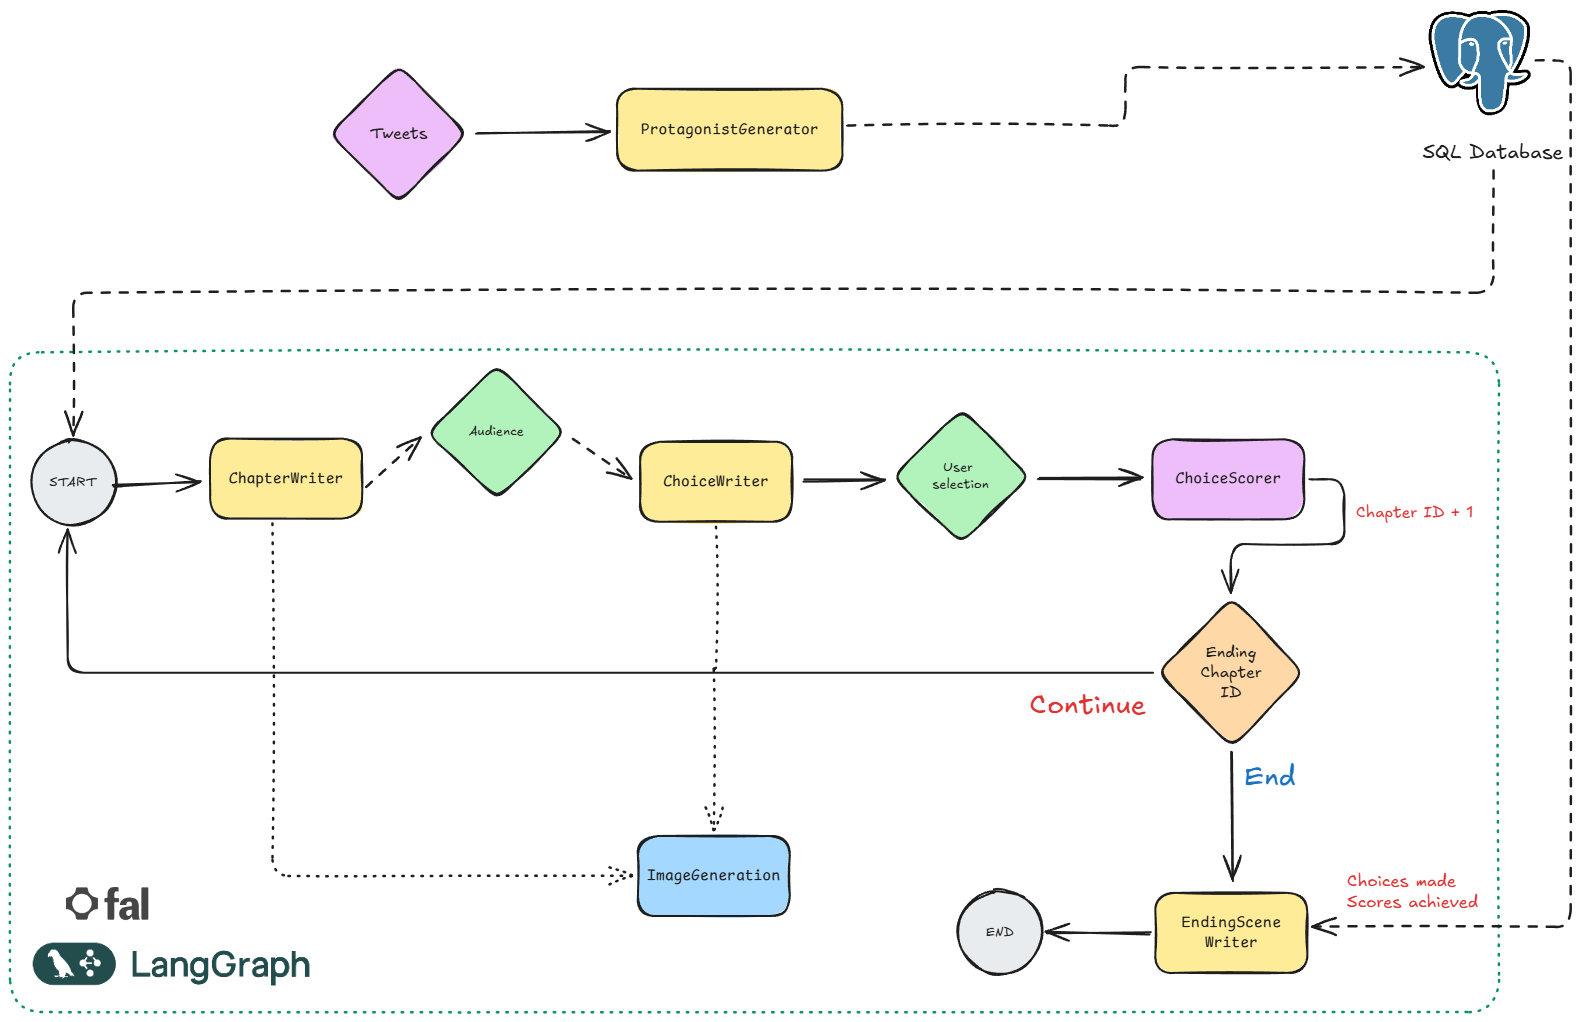 Tweets
ProtagonistGenerator
SQL Database
START
ChapterWriter
Audience
ChoiceWriter
User
selection
ChoiceScorer
Chapter ID + 1
Ending
Chapter
ID
Continue
End
ImageGeneration
Choices made
Scores achieved
EndingScene
Writer
END
fal
LangGraph